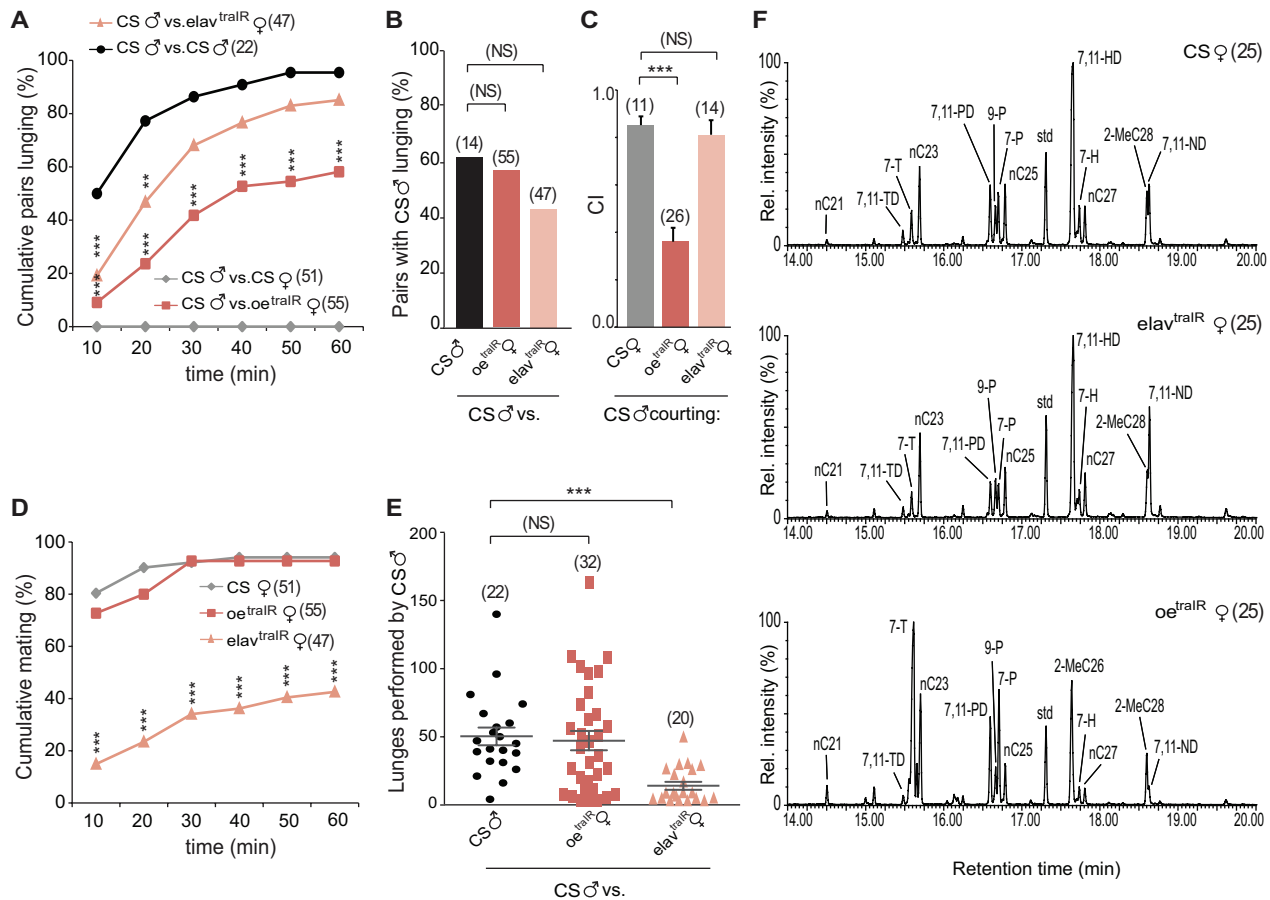 A
CS ♂ vs.elav^traIR ♀ (47)
CS ♂ vs.CS ♂ (22)
Cumulative pairs lunging (%)
100
80
60
40
20
0
***
***
**
***
***
***
***
***
CS ♂ vs.CS ♀ (51)
CS ♂ vs.oe^traIR ♀ (55)
10 20 30 40 50 60
time (min)
B
Pairs with CS♂ lunging (%)
100
80
60
40
20
0
(NS)
(NS)
(14)
(55)
(47)
CS♂
oe^traIR♀
elav^traIR♀
CS♂ vs.
C
CI
1.0
0.0
(NS)
***
(11)
(26)
(14)
CS♀
oe^traIR♀
elav^traIR♀
CS♂courting:
D
Cumulative mating (%)
100
80
60
40
20
0
CS ♀ (51)
oe^traIR ♀ (55)
elav^traIR ♀ (47)
***
***
***
***
***
***
10 20 30 40 50 60
time (min)
E
Lunges performed by CS♂
200
150
100
50
0
***
(NS)
(22)
(32)
(20)
CS♂
oe^traIR♀
elav^traIR♀
CS♂ vs.
F
CS♀(25)
Rel. intensity (%)
100
0
nC21
7,11-TD
7-T
nC23
7,11-PD
9-P
7-P
nC25
std
7,11-HD
7-H
nC27
2-MeC28
7,11-ND
14.00 15.00 16.00 17.00 18.00 19.00 20.00
elav^traIR ♀(25)
Rel. intensity (%)
100
0
nC21
7,11-TD
7-T
nC23
7,11-PD
9-P
7-P
nC25
std
7,11-HD
7-H
nC27
2-MeC28
7,11-ND
14.00 15.00 16.00 17.00 18.00 19.00 20.00
oe^traIR ♀(25)
Rel. intensity (%)
100
0
nC21
7,11-TD
7-T
nC23
7,11-PD
9-P
7-P
nC25
std
2-MeC26
7-H
nC27
2-MeC28
7,11-ND
14.00 15.00 16.00 17.00 18.00 19.00 20.00
Retention time (min)